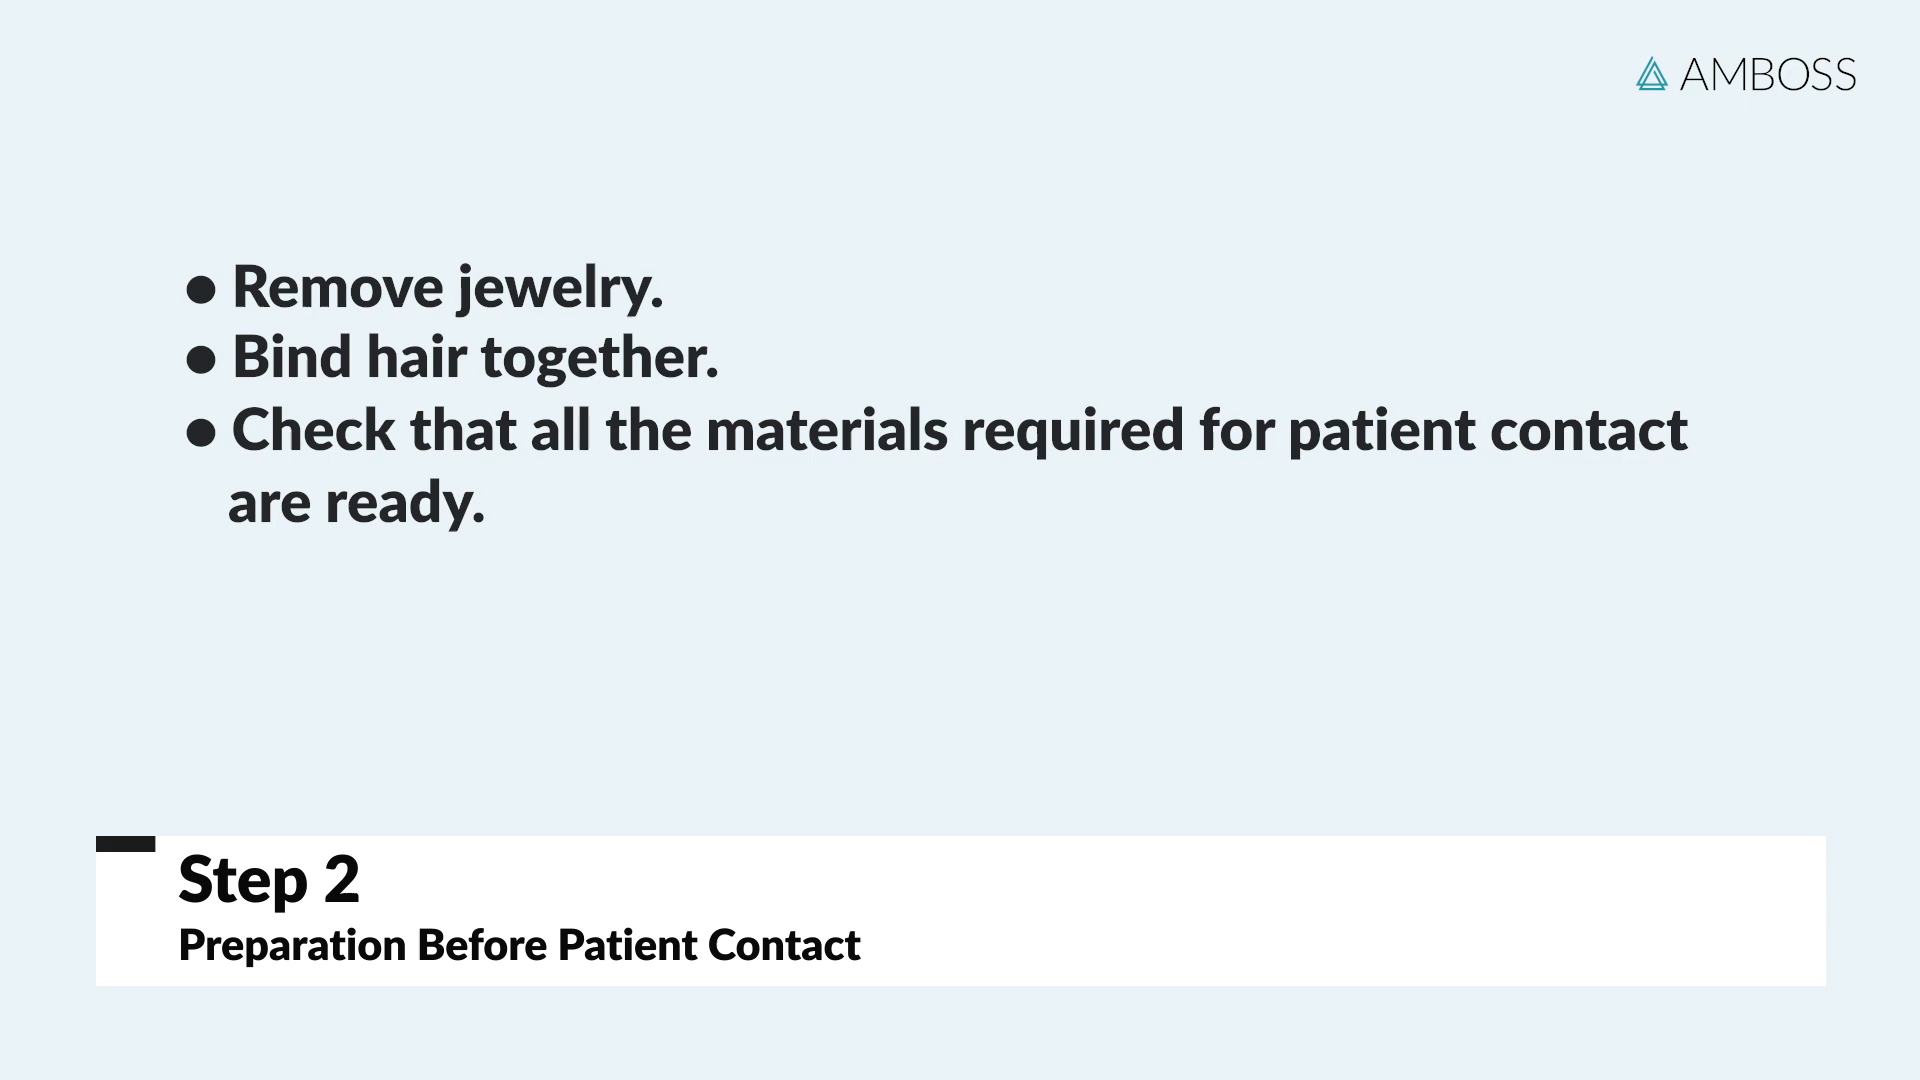 AMBOSS
● Remove jewelry.
● Bind hair together.
● Check that all the materials required for patient contact
are ready.
Step 2
Preparation Before Patient Contact